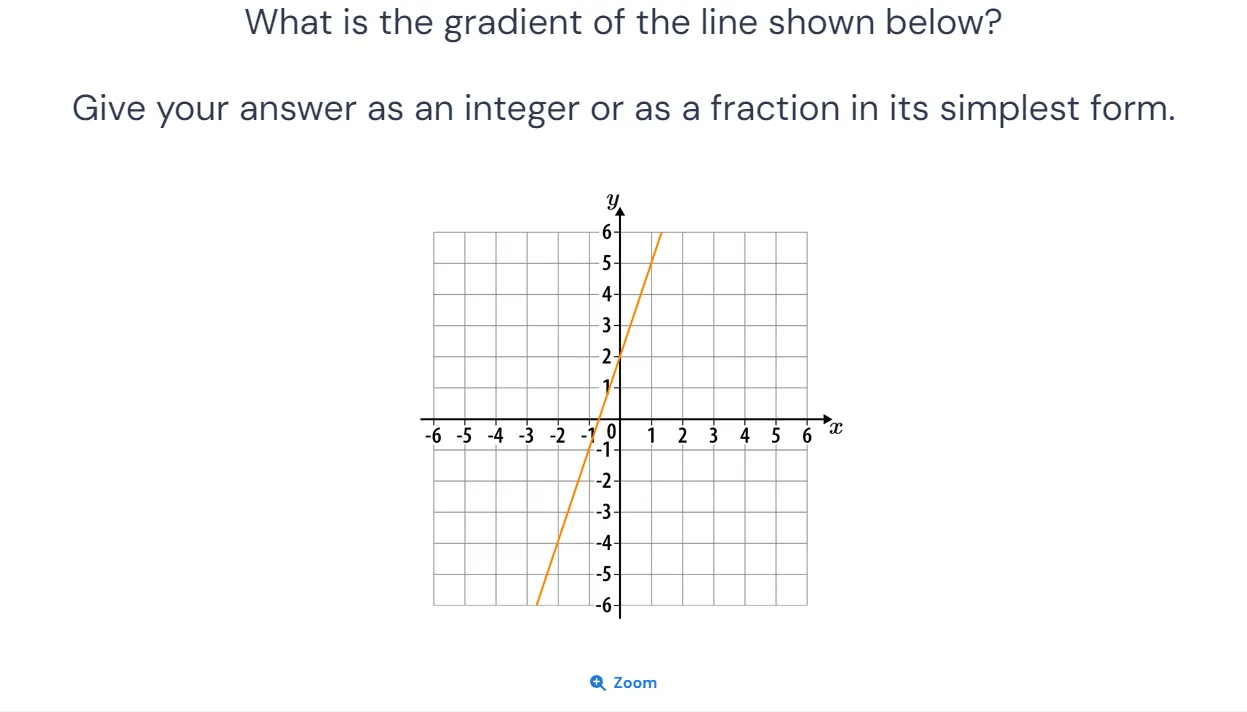 What is the gradient of the line shown below?
Give your answer as an integer or as a fraction in its simplest form.
y
6
5
4
3
2
1
-6 -5 -4 -3 -2 -1 0 1 2 3 4 5 6 x
-1
-2
-3
-4
-5
-6
Zoom